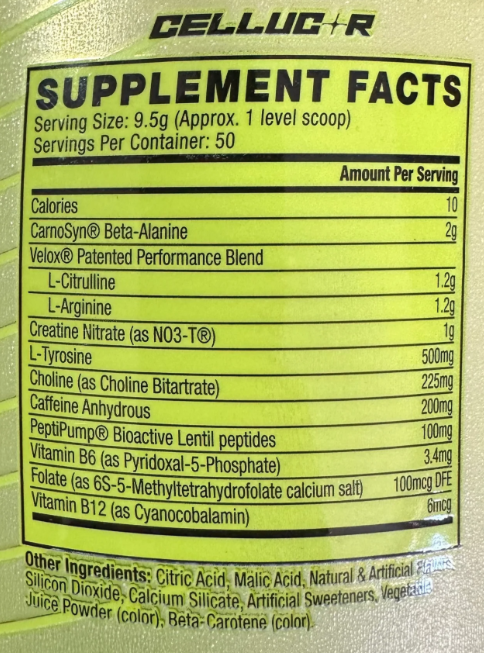 CELLUCOR
SUPPLEMENT FACTS
Serving Size: 9.5g (Approx. 1 level scoop)
Servings Per Container: 50
Amount Per Serving
Calories 10
CarnoSyn® Beta-Alanine 2g
Velox® Patented Performance Blend
L-Citrulline 1.2g
L-Arginine 1.2g
Creatine Nitrate (as NO3-T®) 1g
L-Tyrosine 500mg
Choline (as Choline Bitartrate) 225mg
Caffeine Anhydrous 200mg
PeptiPump® Bioactive Lentil peptides 100mg
Vitamin B6 (as Pyridoxal-5-Phosphate) 3.4mg
Folate (as 6S-5-Methyltetrahydrofolate calcium salt) 100mcg DFE
Vitamin B12 (as Cyanocobalamin) 6mcg
Other Ingredients: Citric Acid, Malic Acid, Natural & Artificial Flavors
Silicon Dioxide, Calcium Silicate, Artificial Sweeteners, Vegetable
Juice Powder (color), Beta-Carotene (color).